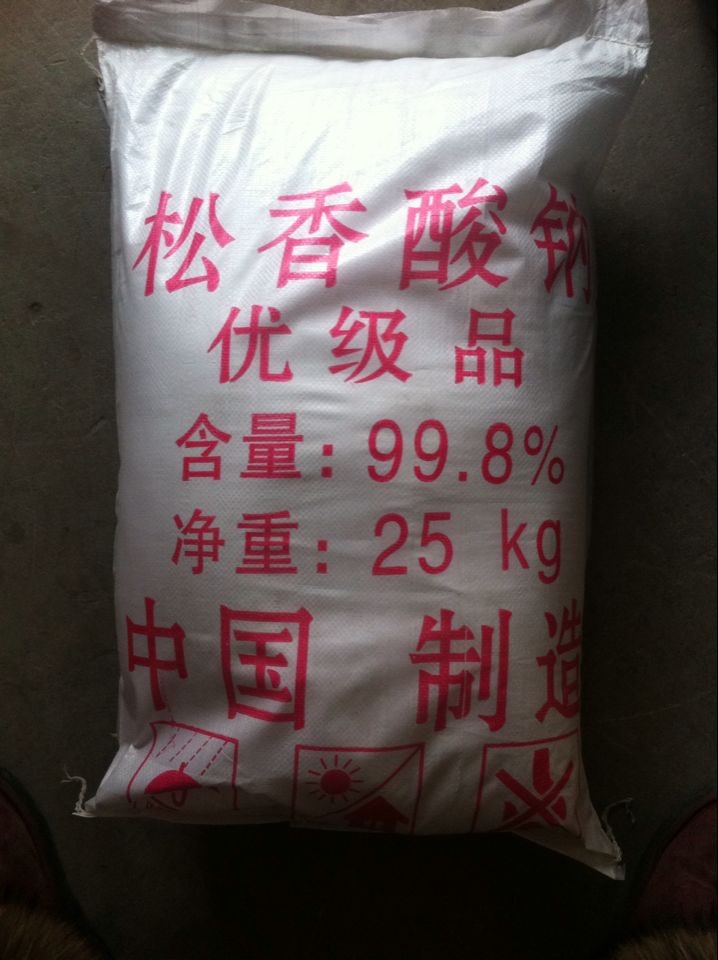 松香酸钠
优级品
含量：99.8%
净重：25 kg
中国 制造